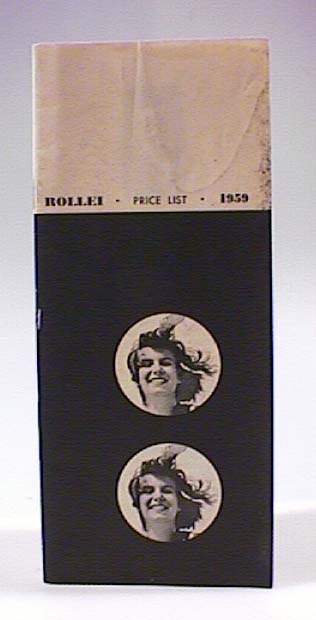 ROLLEI · PRICE LIST · 1959